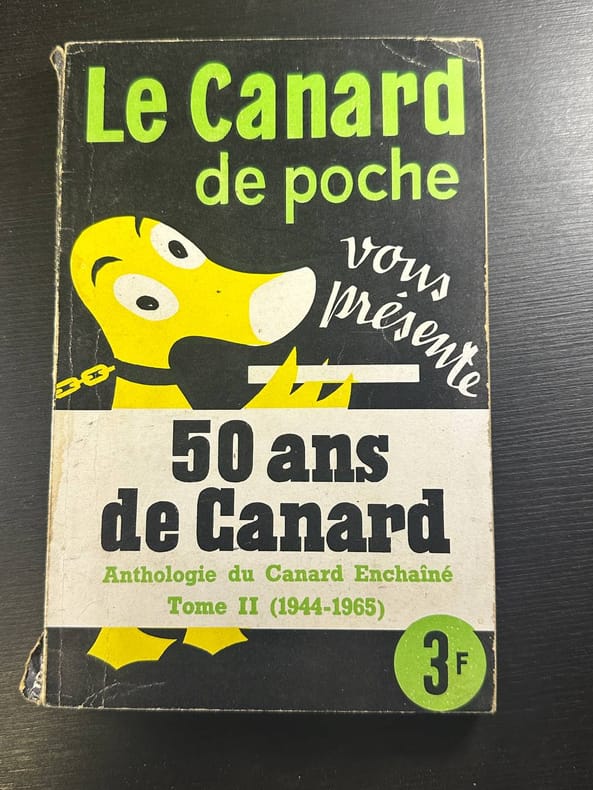 Le Canard
de poche
vous
présente
50 ans
de Canard
Anthologie du Canard Enchaîné
Tome II (1944-1965)
3F